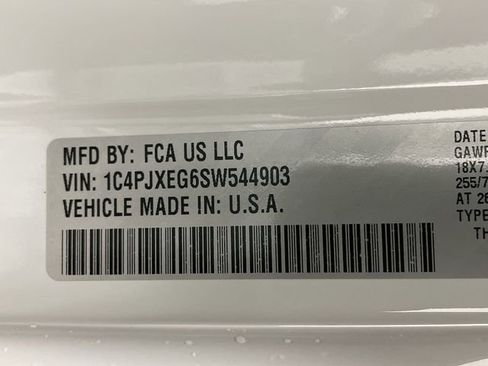 MFD BY: FCA US LLC
VIN: 1C4PJXEG6SW544903
VEHICLE MADE IN: U.S.A.
DATE
GAWR
18X7.
255/7
AT 26
TYPE
TH